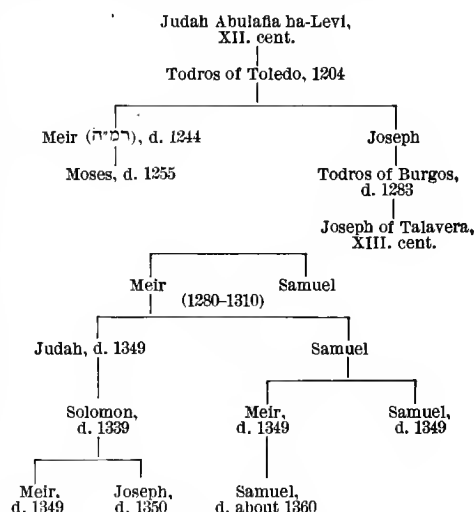 Judah Abulafia ha-Levi,
XII. cent.
Todros of Toledo, 1204
Meir (רמ״ה), d. 1244
Joseph
Moses, d. 1255
Todros of Burgos,
d. 1283
Joseph of Talavera,
XIII. cent.
Meir
Samuel
(1280–1310)
Judah, d. 1349
Samuel
Solomon,
d. 1339
Meir,
d. 1349
Samuel,
d. 1349
Meir.
d. 1349
Joseph,
d. 1350
Samuel,
d. about 1360